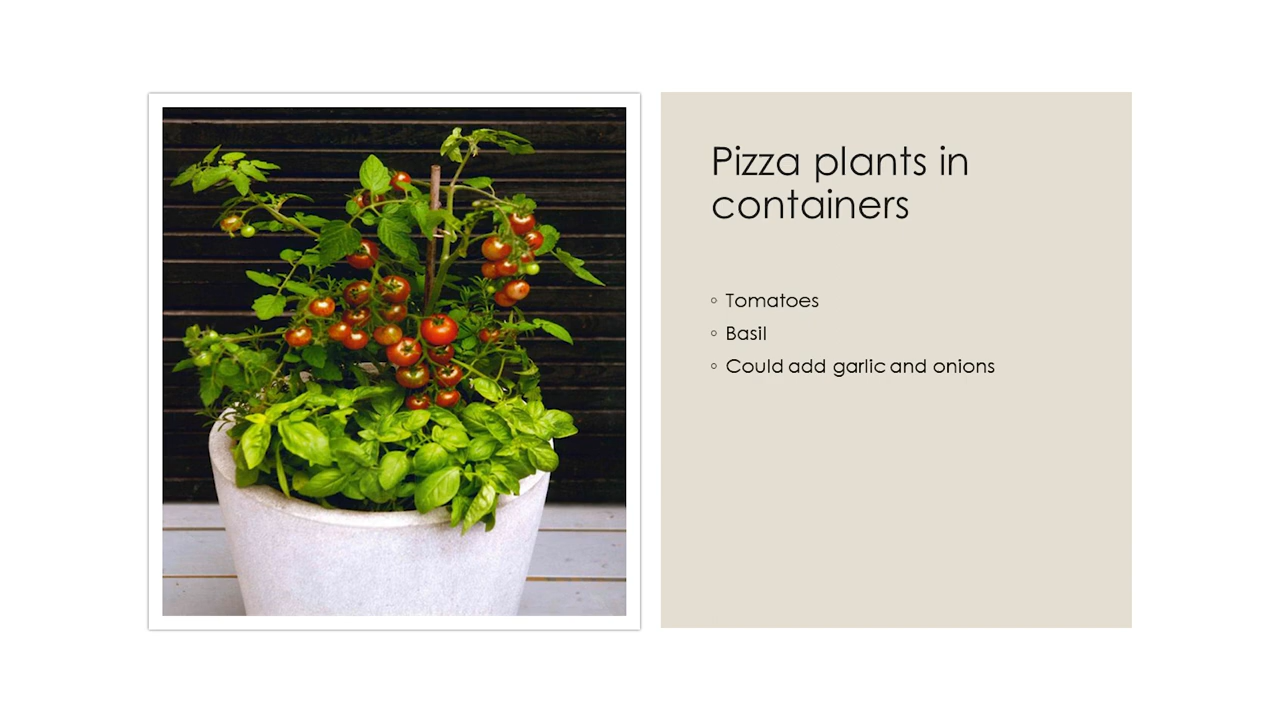 Pizza plants in
containers
◦ Tomatoes
◦ Basil
◦ Could add garlic and onions